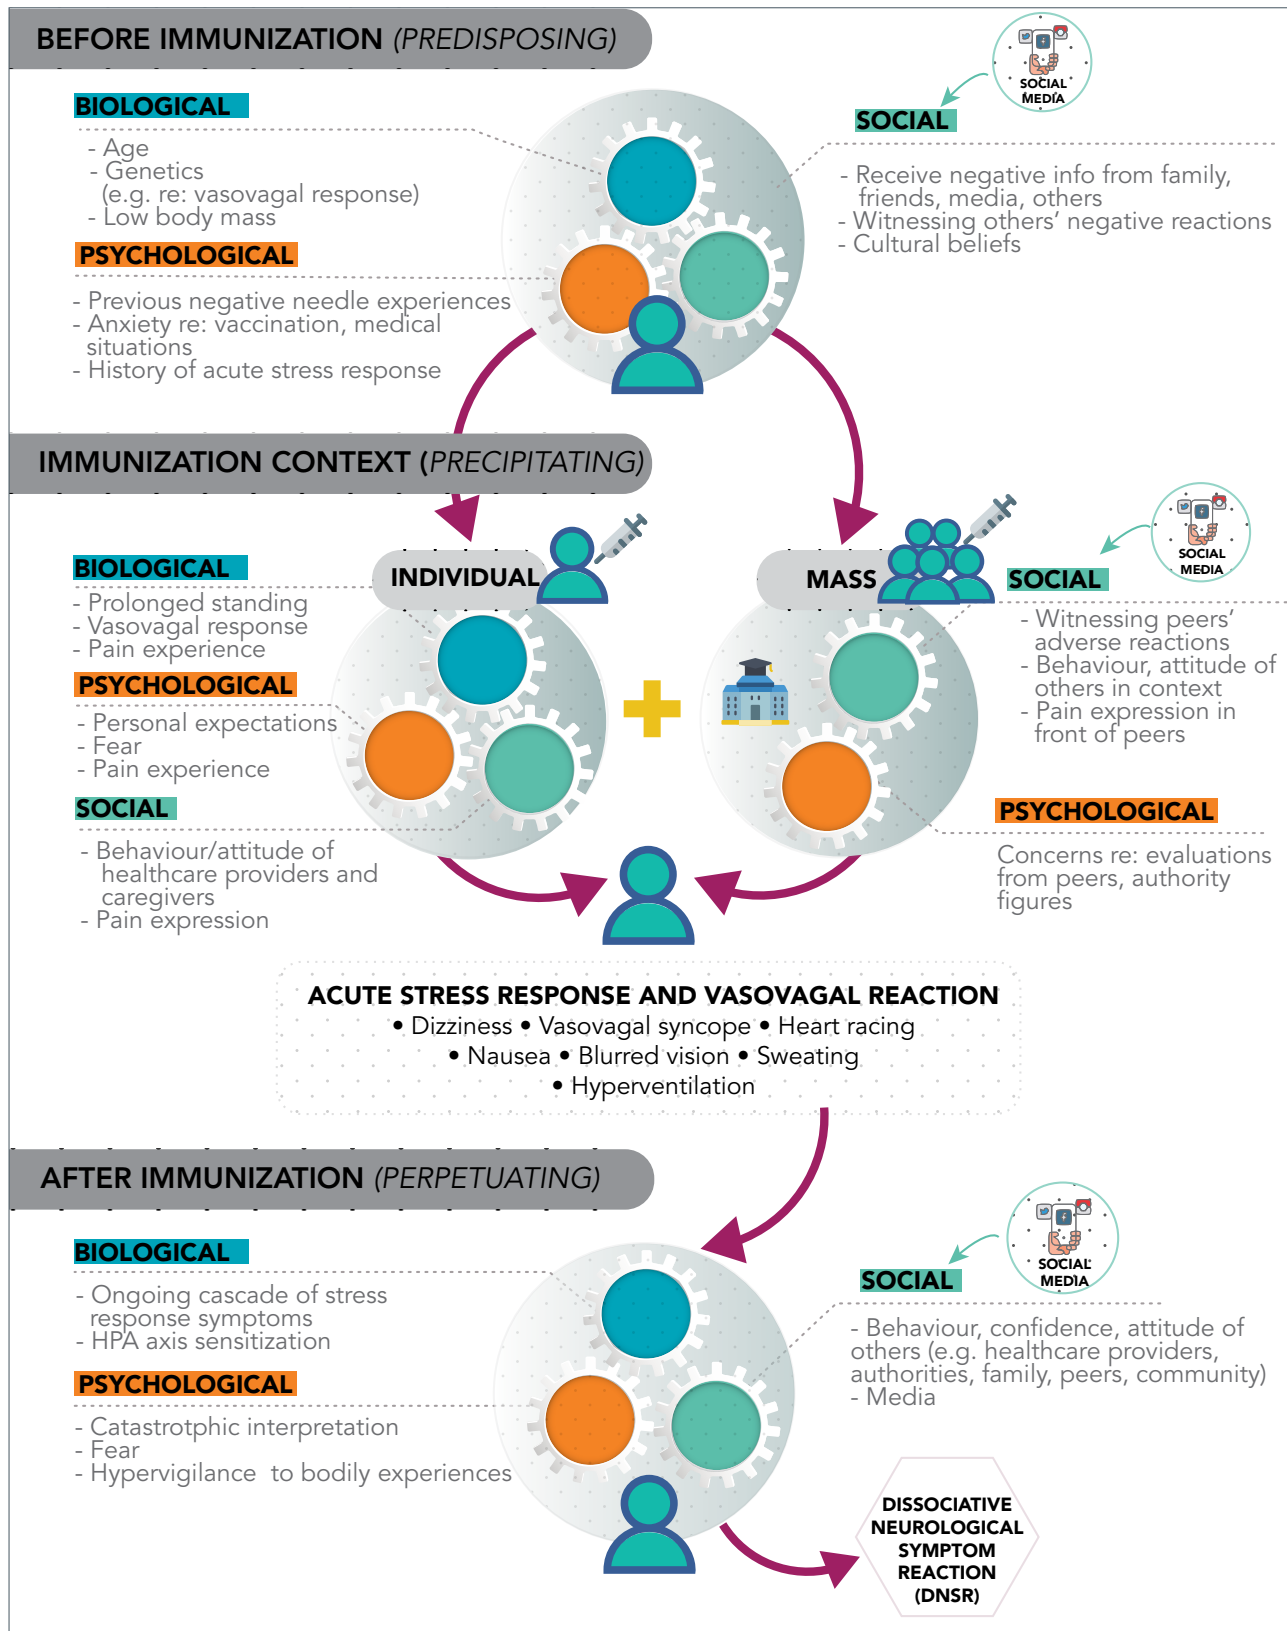 BEFORE IMMUNIZATION (PREDISPOSING)
SOCIAL
MEDIA
BIOLOGICAL
- Age
- Genetics
(e.g. re: vasovagal response)
- Low body mass
PSYCHOLOGICAL
- Previous negative needle experiences
- Anxiety re: vaccination, medical
situations
- History of acute stress response
SOCIAL
- Receive negative info from family,
friends, media, others
- Witnessing others' negative reactions
- Cultural beliefs
IMMUNIZATION CONTEXT (PRECIPITATING)
INDIVIDUAL
BIOLOGICAL
- Prolonged standing
- Vasovagal response
- Pain experience
PSYCHOLOGICAL
- Personal expectations
- Fear
- Pain experience
SOCIAL
- Behaviour/attitude of
healthcare providers and
caregivers
- Pain expression
MASS
SOCIAL
MEDIA
SOCIAL
- Witnessing peers'
adverse reactions
- Behaviour, attitude of
others in context
- Pain expression in
front of peers
PSYCHOLOGICAL
Concerns re: evaluations
from peers, authority
figures
ACUTE STRESS RESPONSE AND VASOVAGAL REACTION
• Dizziness • Vasovagal syncope • Heart racing
• Nausea • Blurred vision • Sweating
• Hyperventilation
AFTER IMMUNIZATION (PERPETUATING)
BIOLOGICAL
- Ongoing cascade of stress
response symptoms
- HPA axis sensitization
PSYCHOLOGICAL
- Catastrotphic interpretation
- Fear
- Hypervigilance to bodily experiences
SOCIAL
MEDIA
SOCIAL
- Behaviour, confidence, attitude of
others (e.g. healthcare providers,
authorities, family, peers, community)
- Media
DISSOCIATIVE
NEUROLOGICAL
SYMPTOM
REACTION
(DNSR)